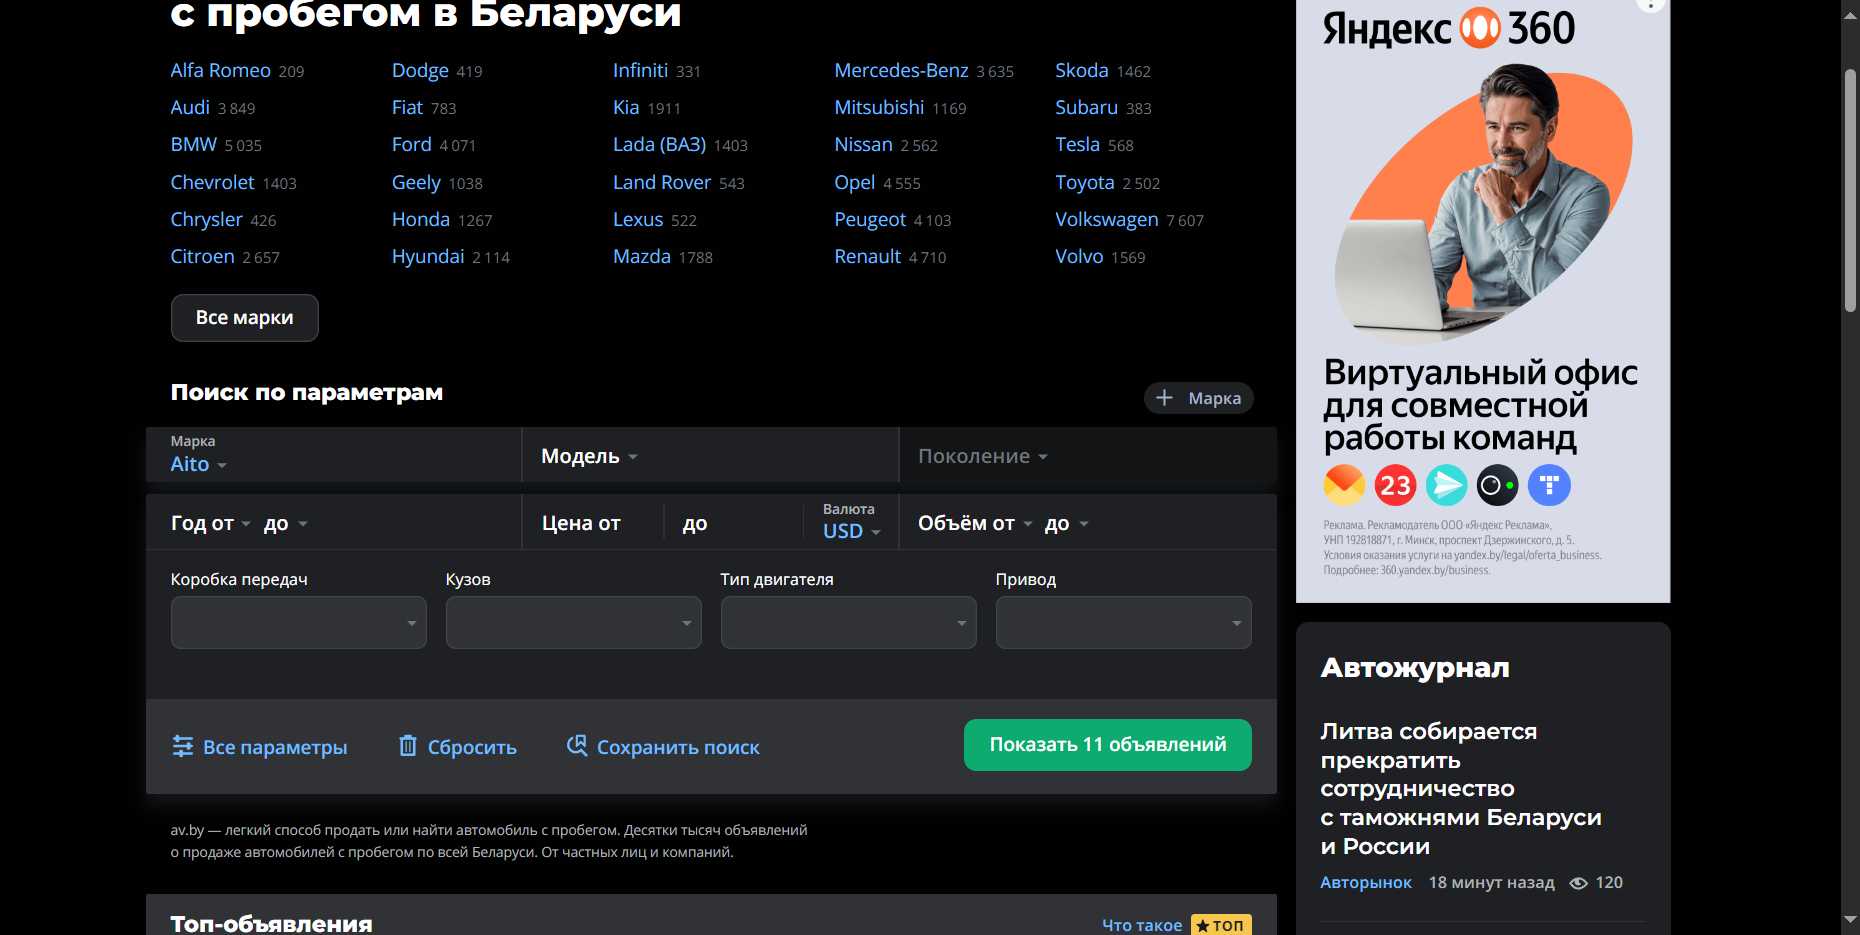 с пробегом в Беларуси
Alfa Romeo 209
Dodge 419
Infiniti 331
Mercedes-Benz 3 635
Skoda 1462
Audi 3 849
Fiat 783
Kia 1911
Mitsubishi 1169
Subaru 383
BMW 5 035
Ford 4 071
Lada (ВАЗ) 1403
Nissan 2 562
Tesla 568
Chevrolet 1403
Geely 1038
Land Rover 543
Opel 4 555
Toyota 2 502
Chrysler 426
Honda 1267
Lexus 522
Peugeot 4 103
Volkswagen 7 607
Citroen 2 657
Hyundai 2 114
Mazda 1788
Renault 4 710
Volvo 1569
Все марки
Поиск по параметрам
Марка
Марка
Aito
Модель
Поколение
Год от
до
Цена от
до
Валюта
USD
Объём от
до
Коробка передач
Кузов
Тип двигателя
Привод
Все параметры
Сбросить
Сохранить поиск
Показать 11 объявлений
av.by — легкий способ продать или найти автомобиль с пробегом. Десятки тысяч объявлений
о продаже автомобилей с пробегом по всей Беларуси. От частных лиц и компаний.
Топ-объявления
Что такое
ТОП
Яндекс 360
Виртуальный офис
для совместной
работы команд
23
Реклама. Рекламодатель ООО «Яндекс Реклама»,
УНП 192818871, г. Минск, проспект Дзержинского, д. 5.
Условия оказания услуги на yandex.by/legal/oferta_business.
Подробнее: 360.yandex.by/business.
Автожурнал
Литва собирается
прекратить
сотрудничество
с таможнями Беларуси
и России
Авторынок 18 минут назад 120